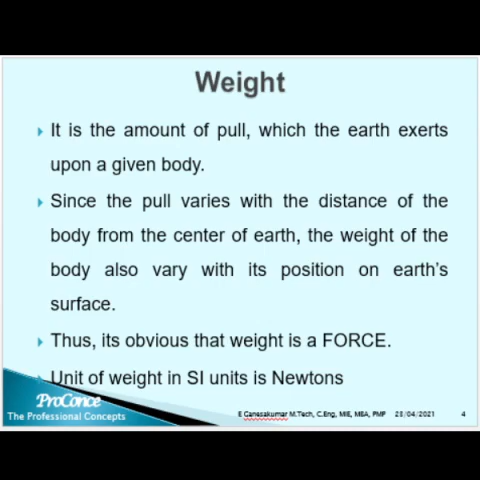 Weight
It is the amount of pull, which the earth exerts
upon a given body.
Since the pull varies with the distance of the
body from the center of earth, the weight of the
body also vary with its position on earth's
surface.
Thus, its obvious that weight is a FORCE.
Unit of weight in SI units is Newtons
ProConce
The Professional Concepts
E Ganesakumar M.Tech, C.Eng, MIE, MBA, PMP 25/04/2021 4